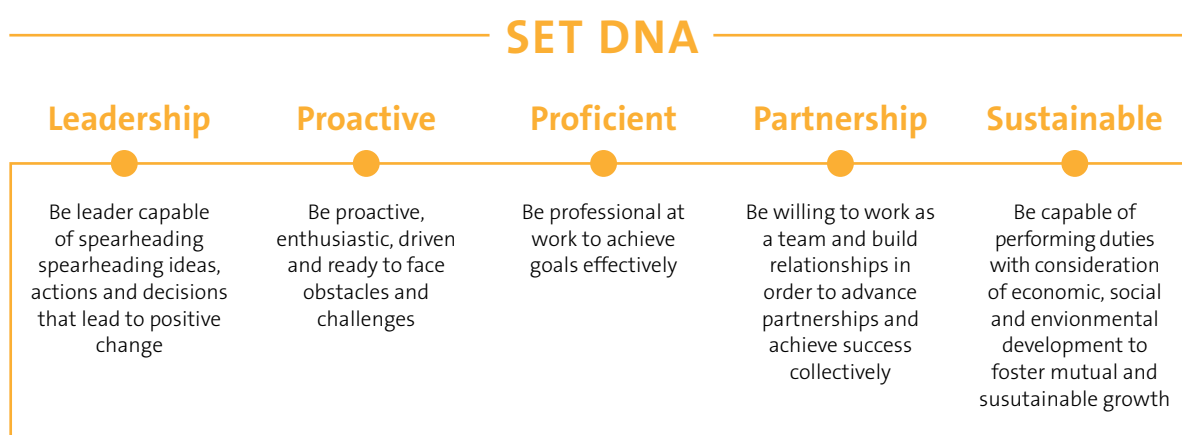 SET DNA
Leadership
Be leader capable
of spearheading
spearheading ideas,
actions and decisions
that lead to positive
change
Proactive
Be proactive,
enthusiastic, driven
and ready to face
obstacles and
challenges
Proficient
Be professional at
work to achieve
goals effectively
Partnership
Be willing to work as
a team and build
relationships in
order to advance
partnerships and
achieve success
collectively
Sustainable
Be capable of
performing duties
with consideration
of economic, social
and envionmental
development to
foster mutual and
susutainable growth